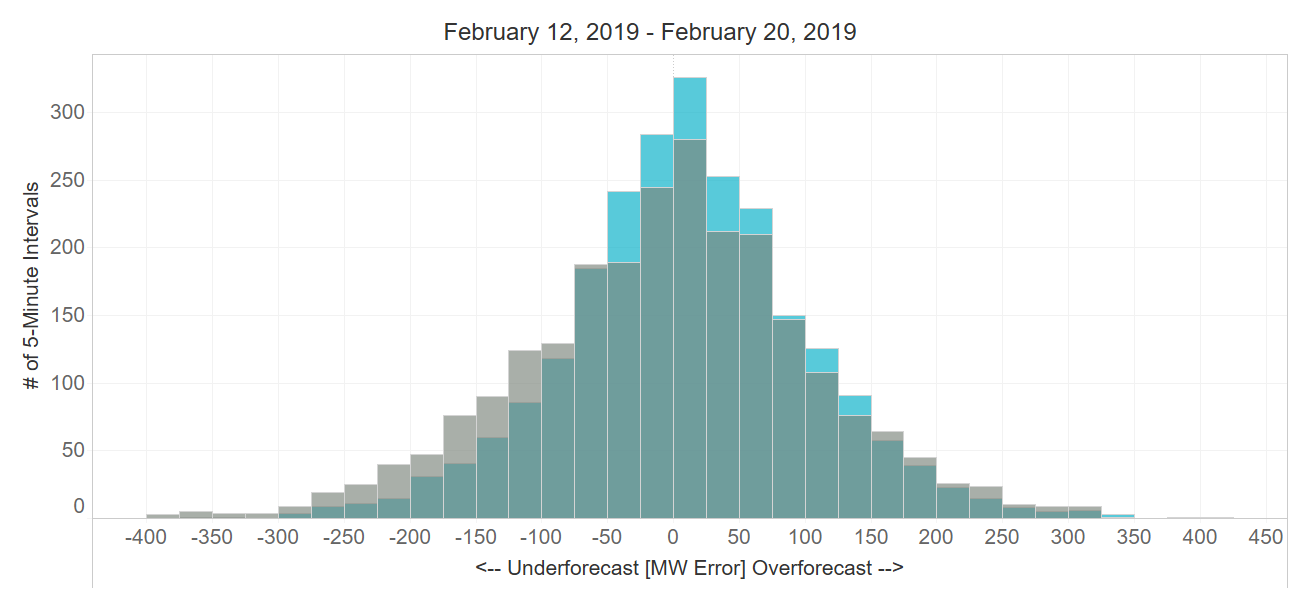 February 12, 2019 - February 20, 2019
# of 5-Minute Intervals
300
250
200
150
100
50
0
-400 -350 -300 -250 -200 -150 -100 -50 0 50 100 150 200 250 300 350 400 450
<-- Underforecast [MW Error] Overforecast -->